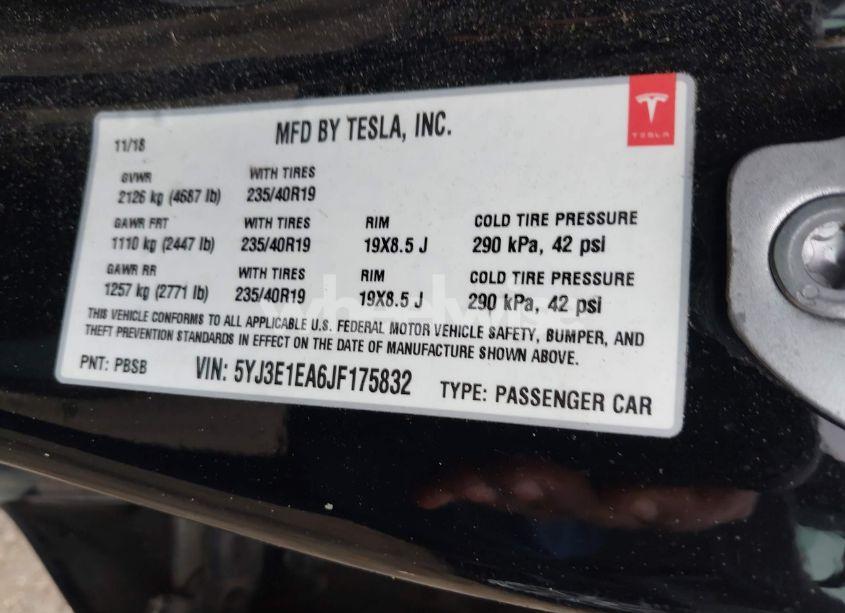 MFD BY TESLA, INC.
TESLA
11/18
GVWR WITH TIRES
2126 kg (4687 lb) 235/40R19
GAWR FRT WITH TIRES RIM COLD TIRE PRESSURE
1110 kg (2447 lb) 235/40R19 19X8.5 J 290 kPa, 42 psi
GAWR RR WITH TIRES RIM COLD TIRE PRESSURE
1257 kg (2771 lb) 235/40R19 19X8.5 J 290 kPa, 42 psi
THIS VEHICLE CONFORMS TO ALL APPLICABLE U.S. FEDERAL MOTOR VEHICLE SAFETY, BUMPER, AND
THEFT PREVENTION STANDARDS IN EFFECT ON THE DATE OF MANUFACTURE SHOWN ABOVE.
PNT: PBSB VIN: 5YJ3E1EA6JF175832 TYPE: PASSENGER CAR